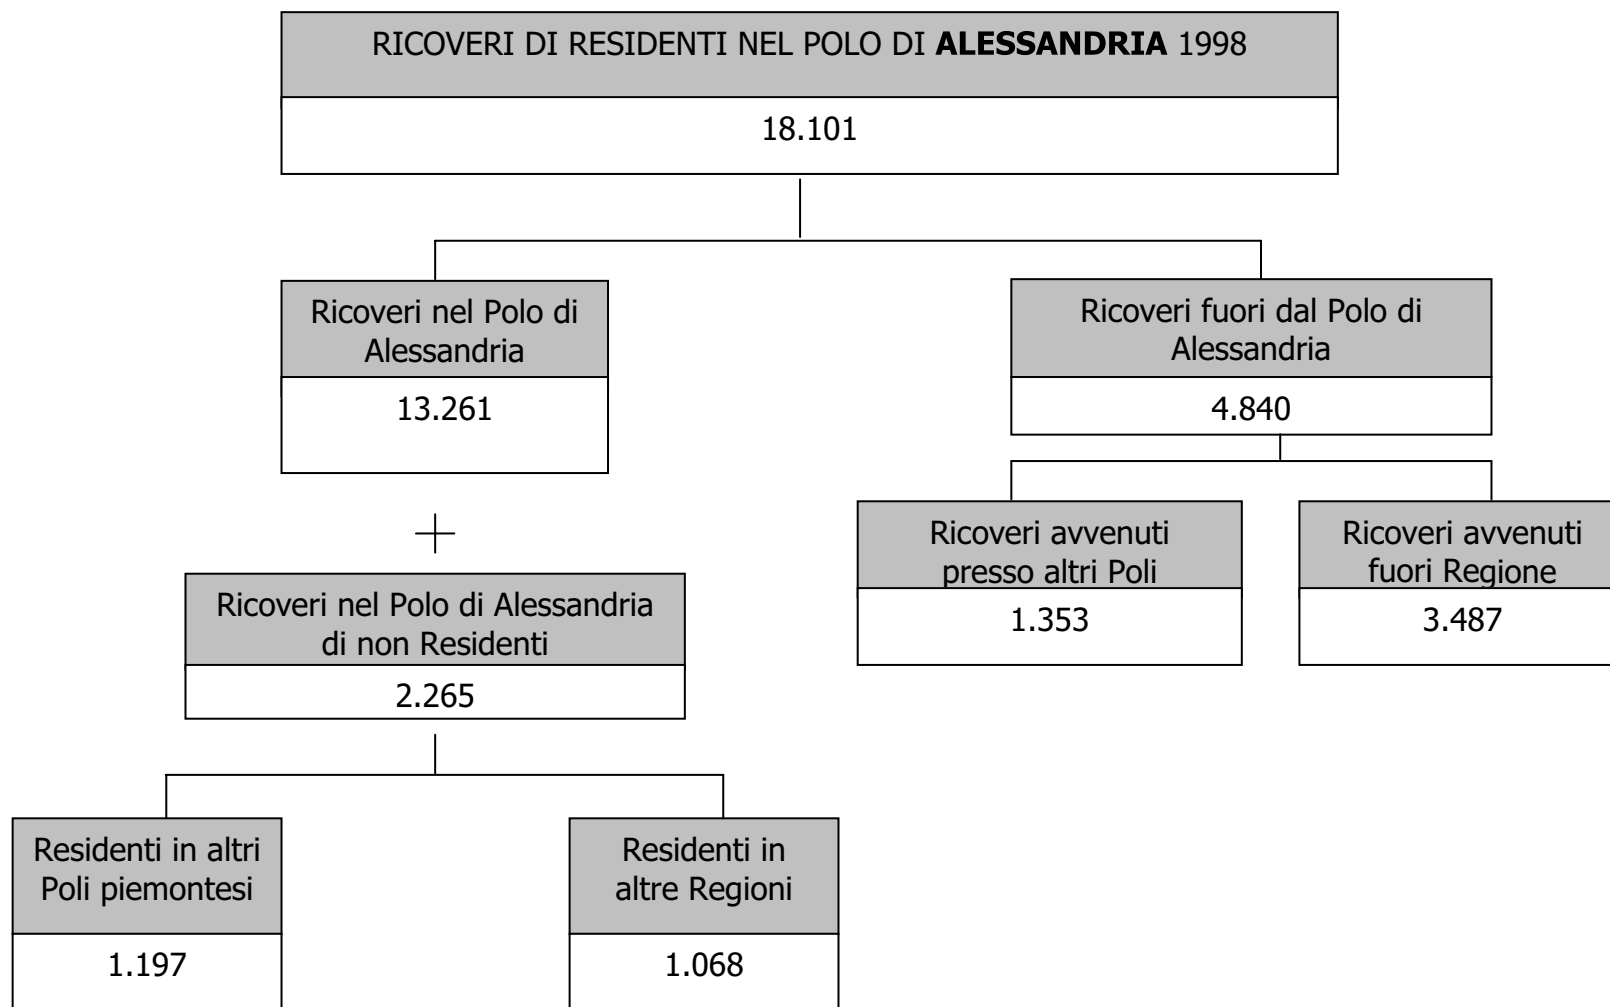 RICOVERI DI RESIDENTI NEL POLO DI ALESSANDRIA 1998
18.101
Ricoveri nel Polo di
Alessandria
13.261
Ricoveri fuori dal Polo di
Alessandria
4.840
Ricoveri avvenuti
presso altri Poli
1.353
Ricoveri avvenuti
fuori Regione
3.487
Ricoveri nel Polo di Alessandria
di non Residenti
2.265
Residenti in altri
Poli piemontesi
1.197
Residenti in
altre Regioni
1.068